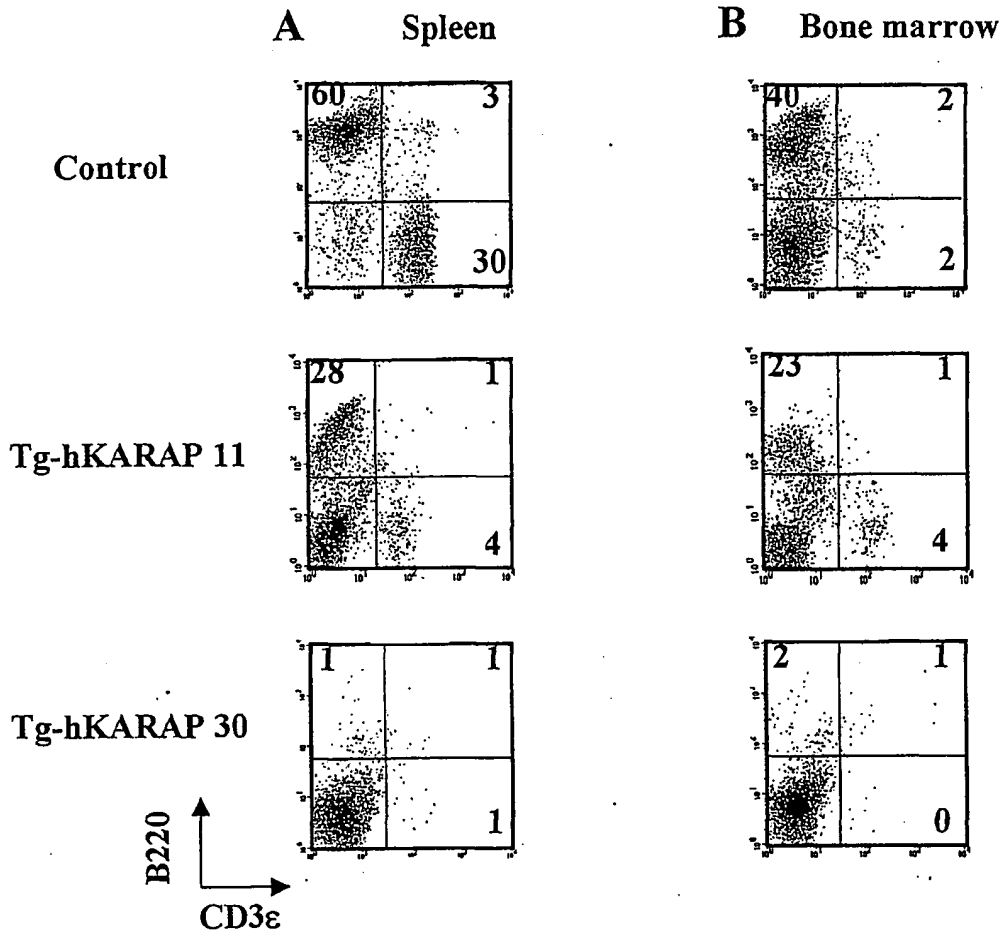 A Spleen
B Bone marrow
Control
60 3
30
40 2
2
Tg-hKARAP 11
28 1
4
23 1
4
Tg-hKARAP 30
1 1
1
2 1
0
B220
CD3ε